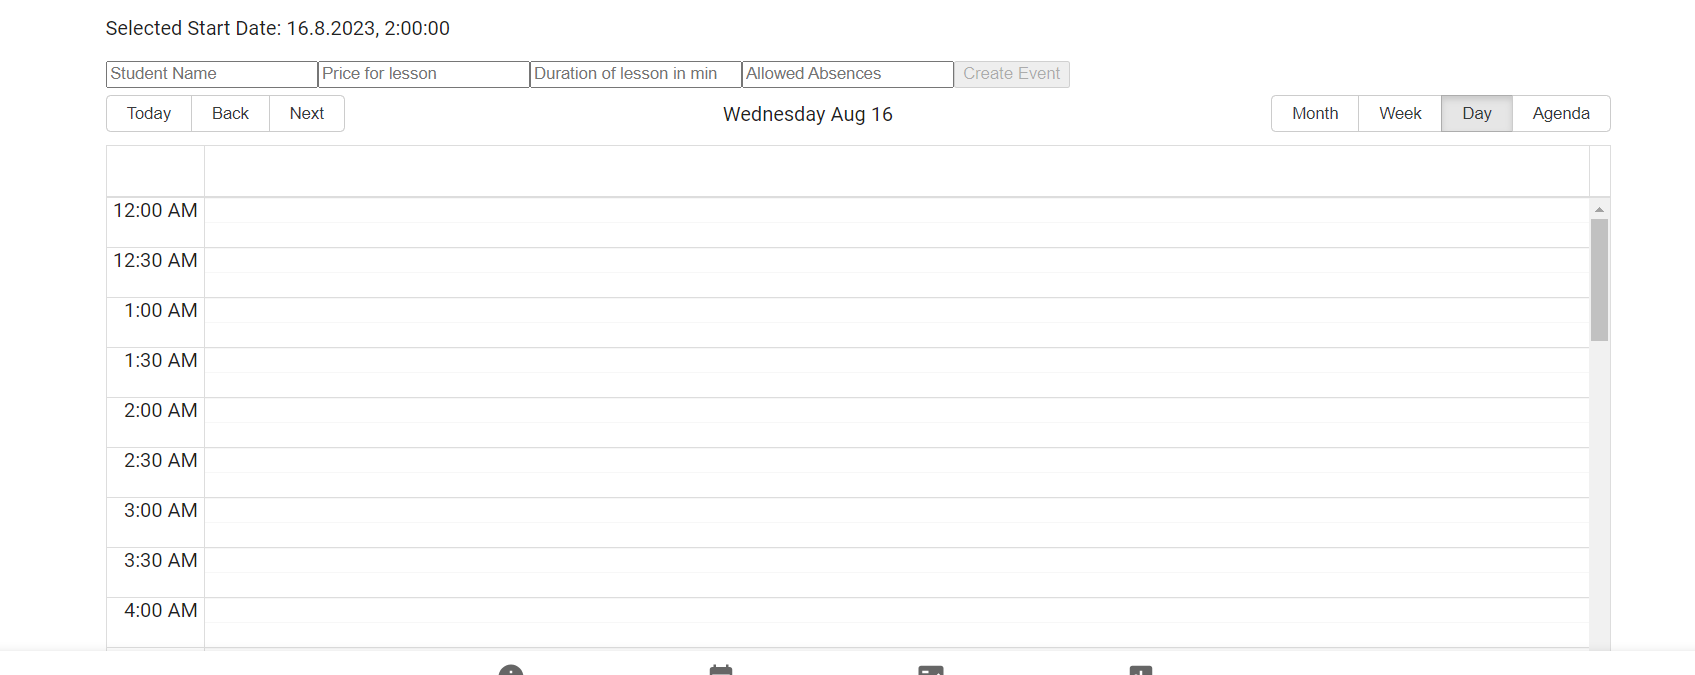 Selected Start Date: 16.8.2023, 2:00:00
Student Name Price for lesson Duration of lesson in min Allowed Absences Create Event
Today Back Next Wednesday Aug 16 Month Week Day Agenda
12:00 AM
12:30 AM
1:00 AM
1:30 AM
2:00 AM
2:30 AM
3:00 AM
3:30 AM
4:00 AM